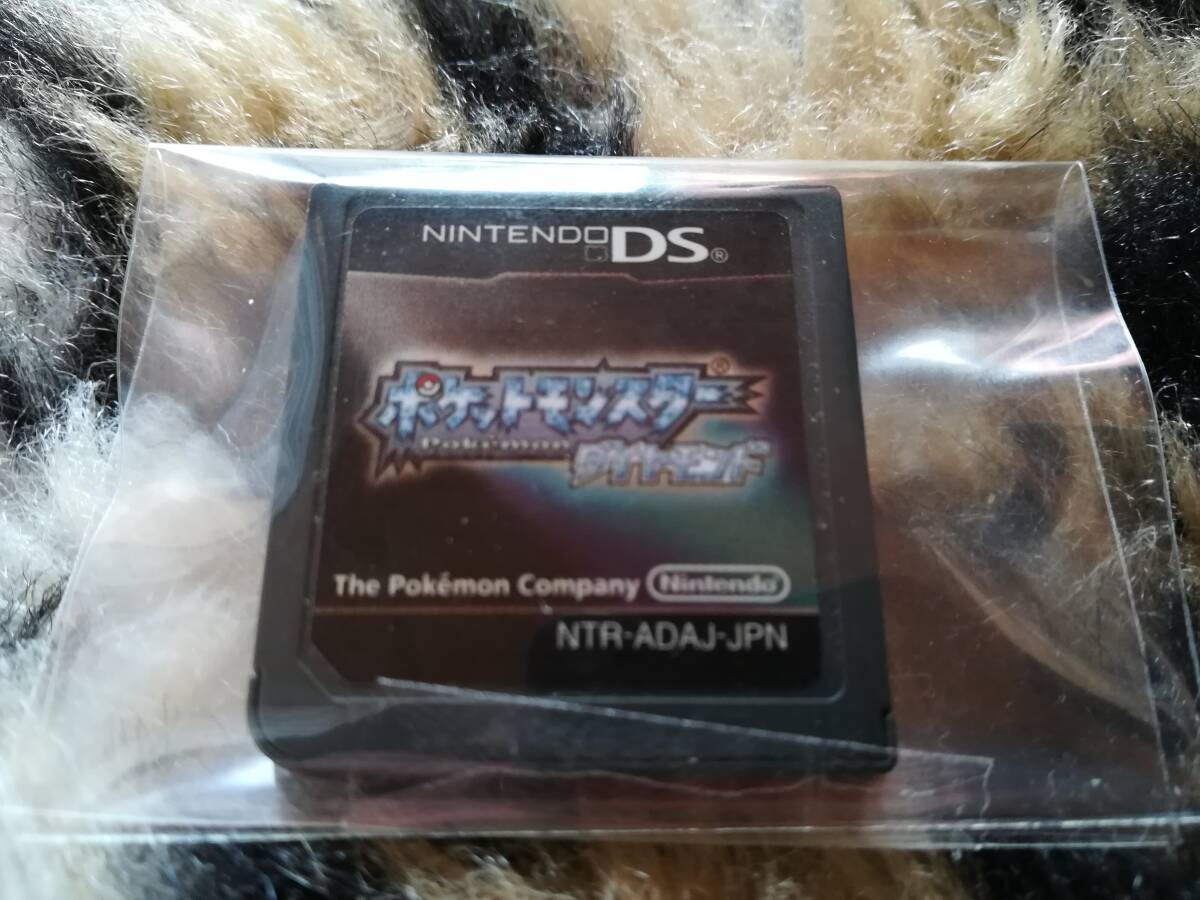 NINTENDO DS®
ポケットモンスター®
Pokémon ダイヤモンド
The Pokémon Company Nintendo
NTR-ADAJ-JPN